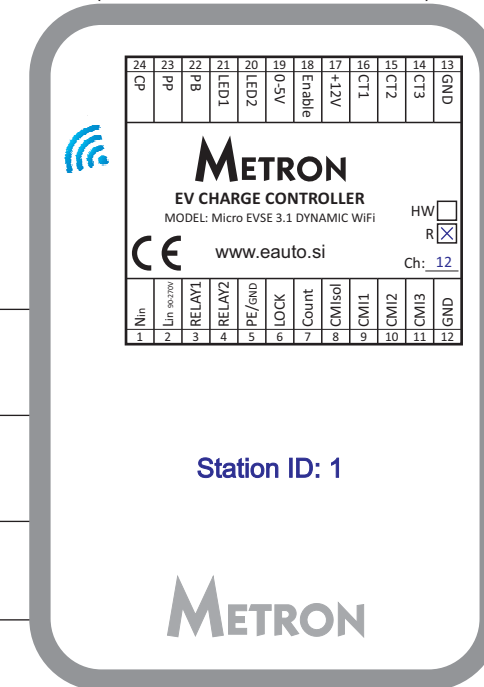 24 23 22 21 20 19 18 17 16 15 14 13
CP PP PB LED1 LED2 0-5V Enable +12V CT1 CT2 CT3 GND
METRON
EV CHARGE CONTROLLER
MODEL: Micro EVSE 3.1 DYNAMIC WiFi
HW
R
CE www.eauto.si
Ch: 12
Nin Lin 90-270V RELAY1 RELAY2 PE/GND LOCK Count CMIsol CMI1 CMI2 CMI3 GND
1 2 3 4 5 6 7 8 9 10 11 12
Station ID: 1
METRON